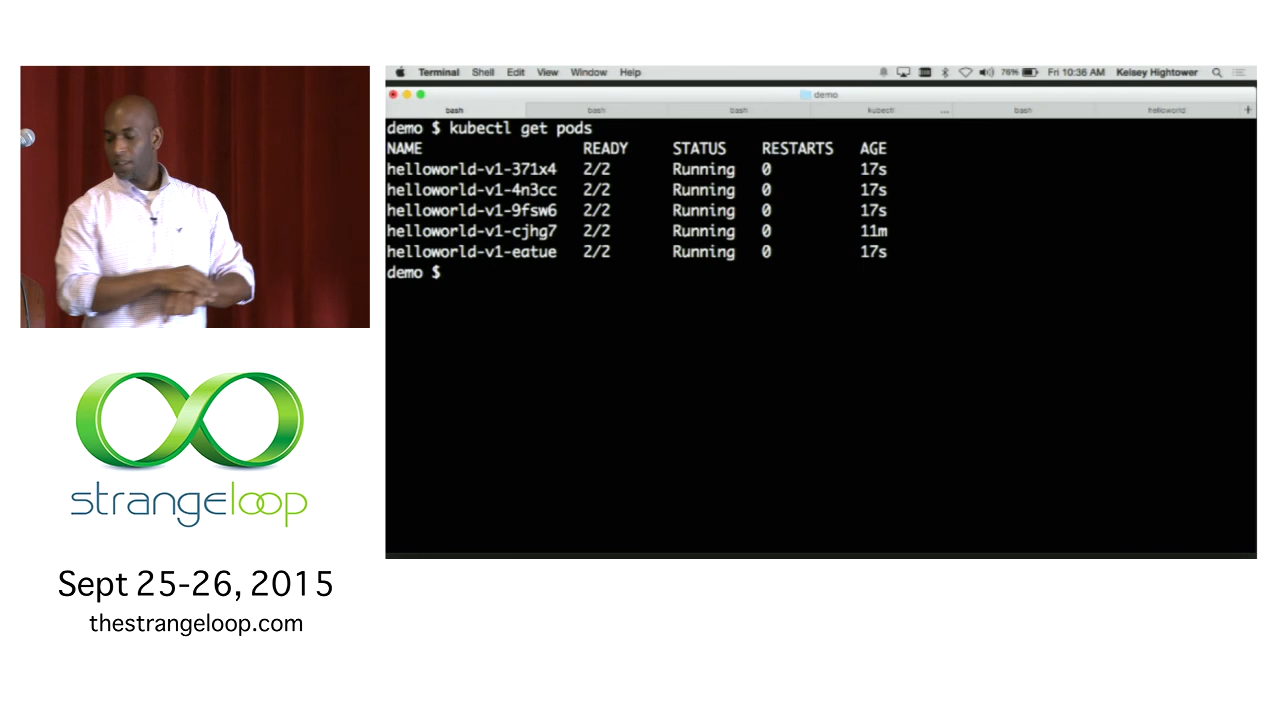 Terminal Shell Edit View Window Help 76% Fri 10:36 AM Kelsey Hightower
demo
bash bash bash kubectl ... bash helloworld +
demo $ kubectl get pods
NAME READY STATUS RESTARTS AGE
helloworld-v1-371x4 2/2 Running 0 17s
helloworld-v1-4n3cc 2/2 Running 0 17s
helloworld-v1-9fsw6 2/2 Running 0 17s
helloworld-v1-cjhg7 2/2 Running 0 11m
helloworld-v1-eatue 2/2 Running 0 17s
demo $
strangeloop
Sept 25-26, 2015
thestrangeloop.com